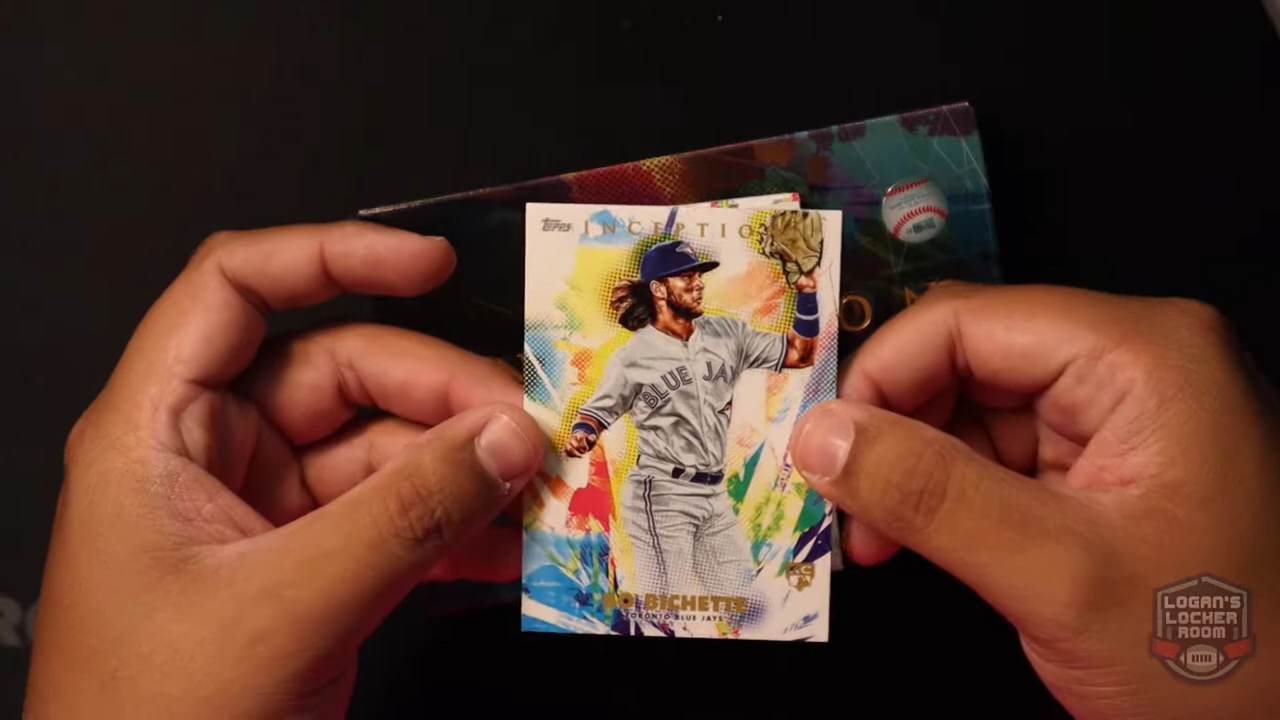 Topps INCEPTIO
BLUE JA
BO BICHETTE
TORONTO BLUE JAYS
RC
LOGAN'S
LOCKER
ROOM